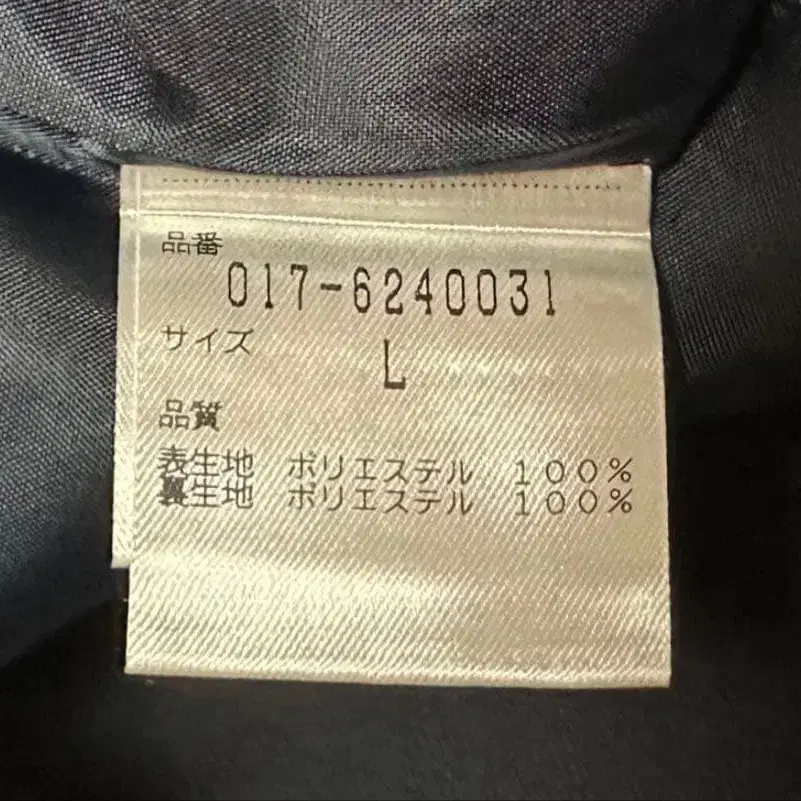 品番
017-6240031
サイズ
L
品質
表生地 ポリエステル 100%
裏生地 ポリエステル 100%